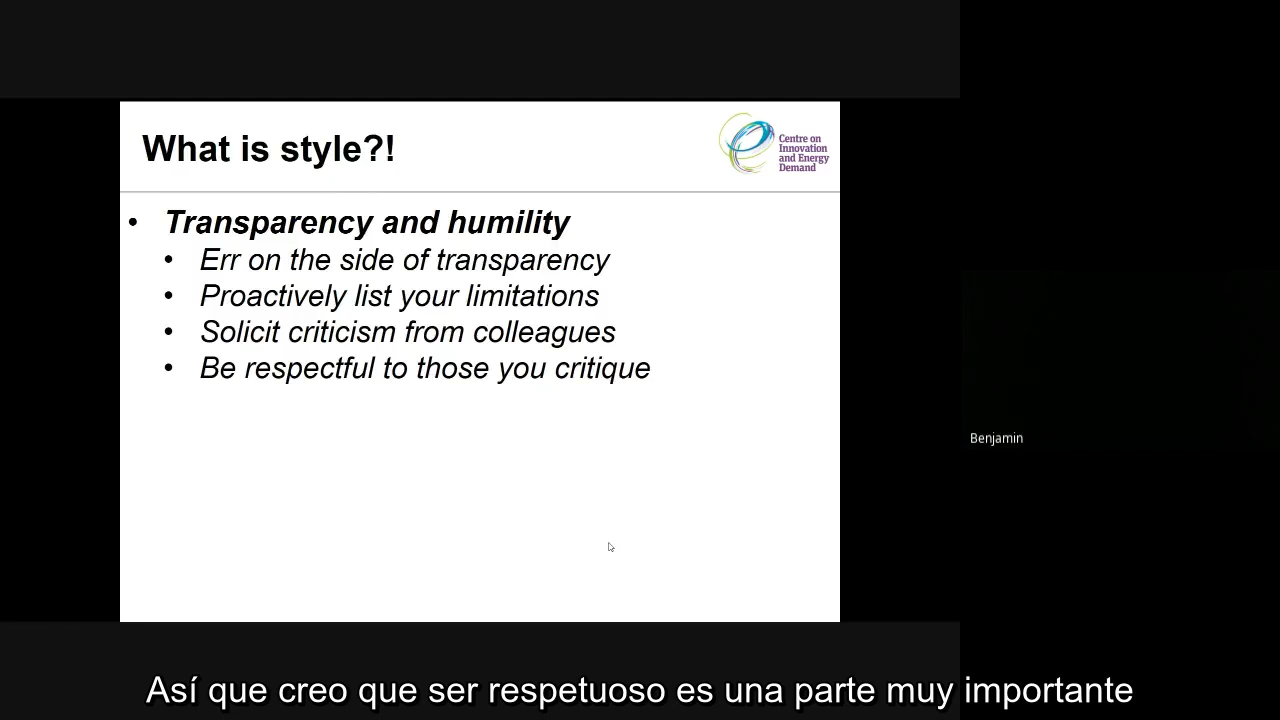 What is style?!
Centre on
Innovation
and Energy
Demand
• Transparency and humility
• Err on the side of transparency
• Proactively list your limitations
• Solicit criticism from colleagues
• Be respectful to those you critique
Benjamin
Así que creo que ser respetuoso es una parte muy importante